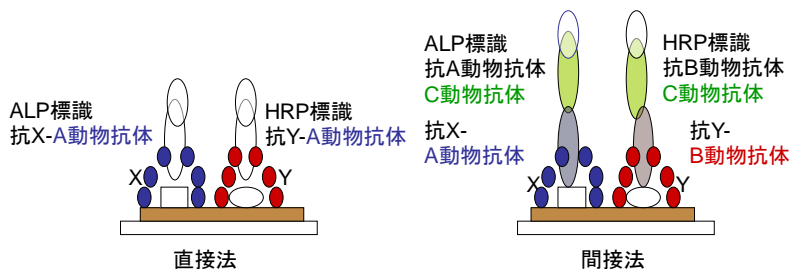 ALP標識
抗X-A動物抗体
HRP標識
抗Y-A動物抗体
X
Y
直接法
ALP標識
抗A動物抗体
C動物抗体
HRP標識
抗B動物抗体
C動物抗体
抗X-
A動物抗体
抗Y-
B動物抗体
X
Y
間接法